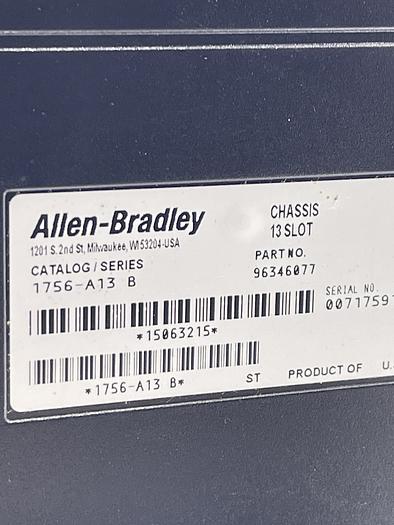 Allen-Bradley
1201 S. 2nd St, Milwaukee, WI 53204-USA
CHASSIS
13 SLOT
CATALOG / SERIES
1756-A13 B
PART NO.
96346077
SERIAL NO.
0071759
*15063215*
*1756-A13 B*
ST
PRODUCT OF U.